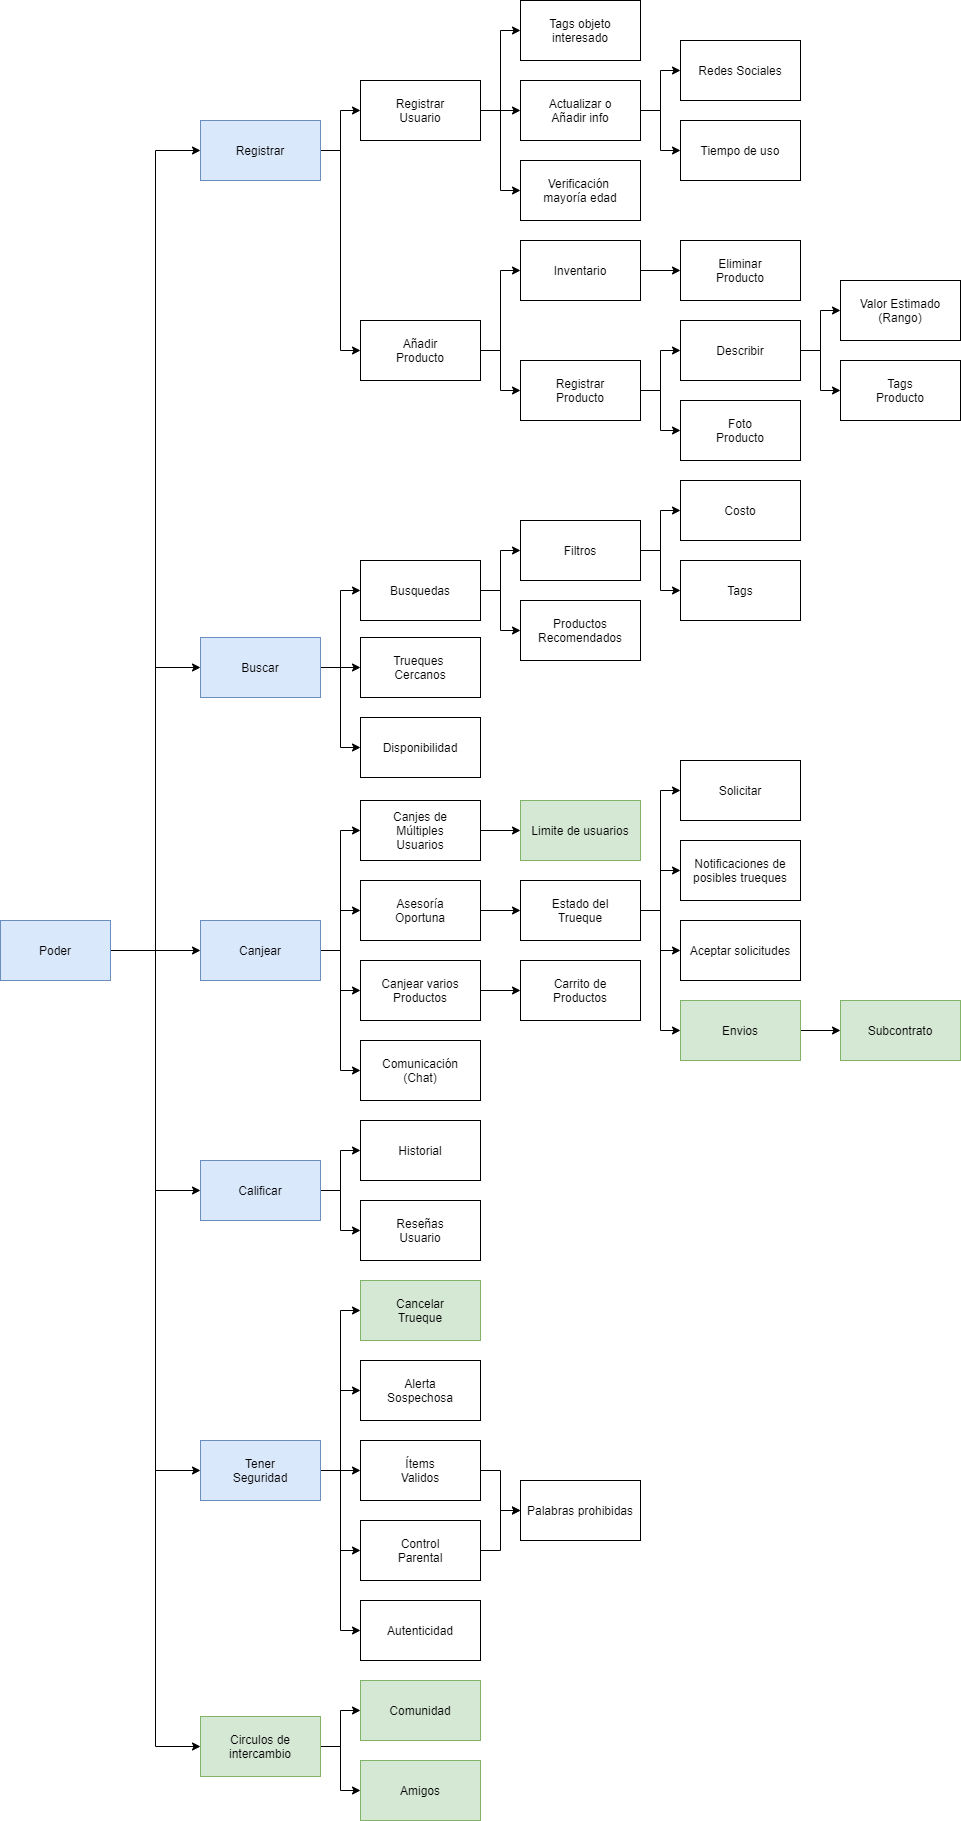 Tags objeto
interesado
Redes Sociales
Registrar
Usuario
Actualizar o
Añadir info
Registrar
Tiempo de uso
Verificación
mayoría edad
Inventario
Eliminar
Producto
Valor Estimado
(Rango)
Añadir
Producto
Describir
Registrar
Producto
Tags
Producto
Foto
Producto
Costo
Filtros
Busquedas
Tags
Productos
Recomendados
Buscar
Trueques
Cercanos
Disponibilidad
Solicitar
Canjes de
Múltiples
Usuarios
Limite de usuarios
Notificaciones de
posibles trueques
Asesoría
Oportuna
Estado del
Trueque
Poder
Canjear
Aceptar solicitudes
Canjear varios
Productos
Carrito de
Productos
Envios
Subcontrato
Comunicación
(Chat)
Historial
Calificar
Reseñas
Usuario
Cancelar
Trueque
Alerta
Sospechosa
Tener
Seguridad
Ítems
Validos
Palabras prohibidas
Control
Parental
Autenticidad
Comunidad
Circulos de
intercambio
Amigos